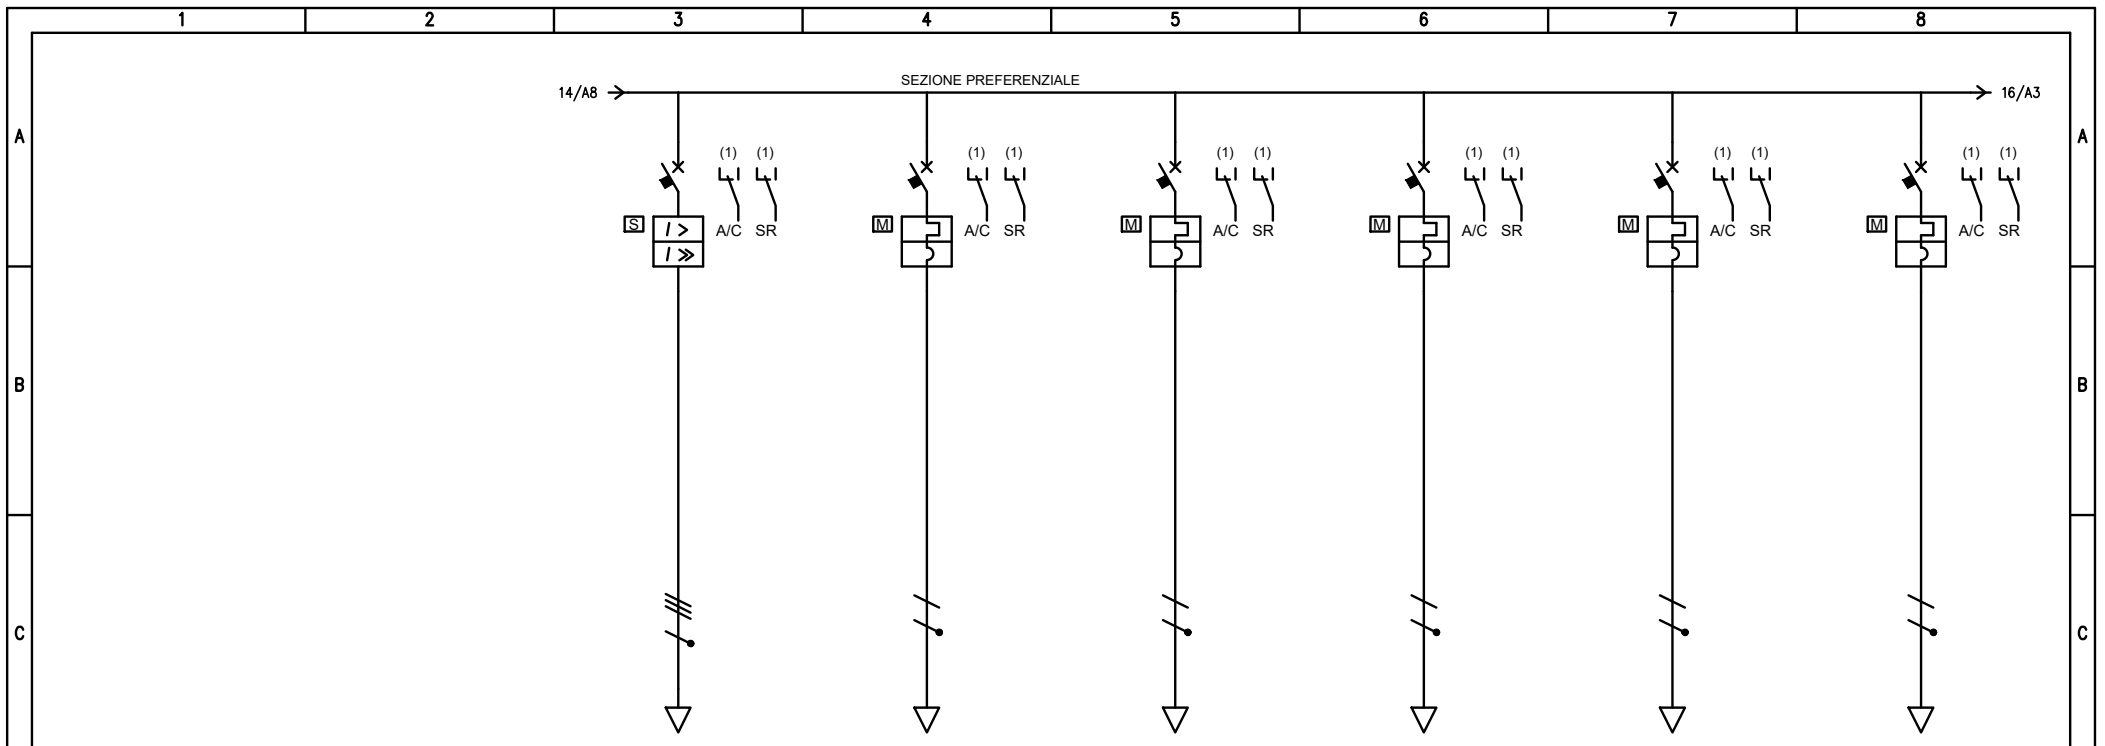 1 2 3 4 5 6 7 8
SEZIONE PREFERENZIALE
14/A8 16/A3
A A
(1) (1) (1) (1) (1) (1) (1) (1) (1) (1) (1) (1)
S I > A/C SR M A/C SR M A/C SR M A/C SR M A/C SR M A/C SR
I >>
B B
C C